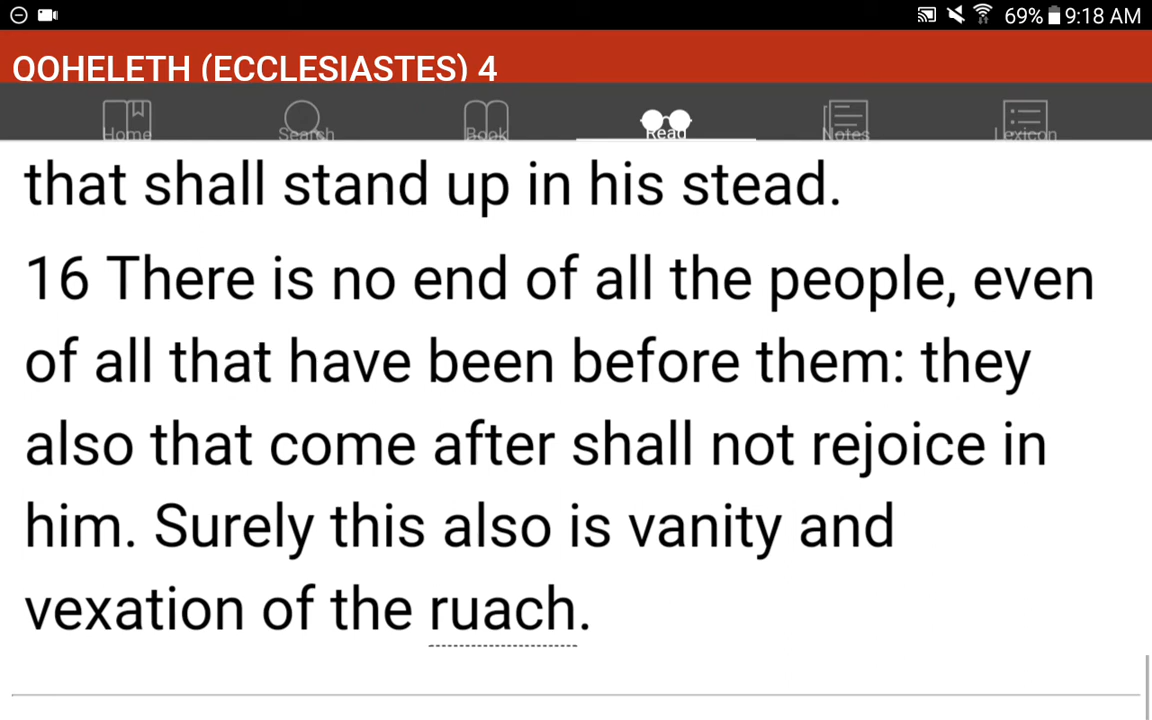 69% 9:18 AM
QOHELETH (ECCLESIASTES) 4
Home Search Book Read Notes Lexicon
that shall stand up in his stead.
16 There is no end of all the people, even
of all that have been before them: they
also that come after shall not rejoice in
him. Surely this also is vanity and
vexation of the ruach.